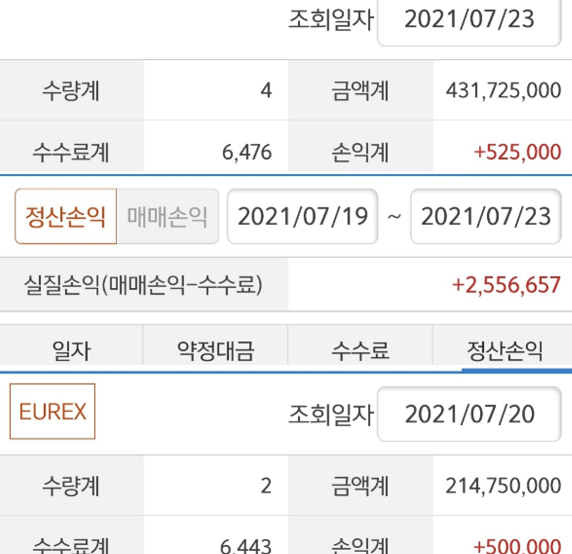 조회일자 2021/07/23
수량계 4 금액계 431,725,000
수수료계 6,476 손익계 +525,000
정산손익 매매손익 2021/07/19 ~ 2021/07/23
실질손익(매매손익-수수료) +2,556,657
일자 약정대금 수수료 정산손익
EUREX 조회일자 2021/07/20
수량계 2 금액계 214,750,000
수수료계 6,443 손익계 +500,000